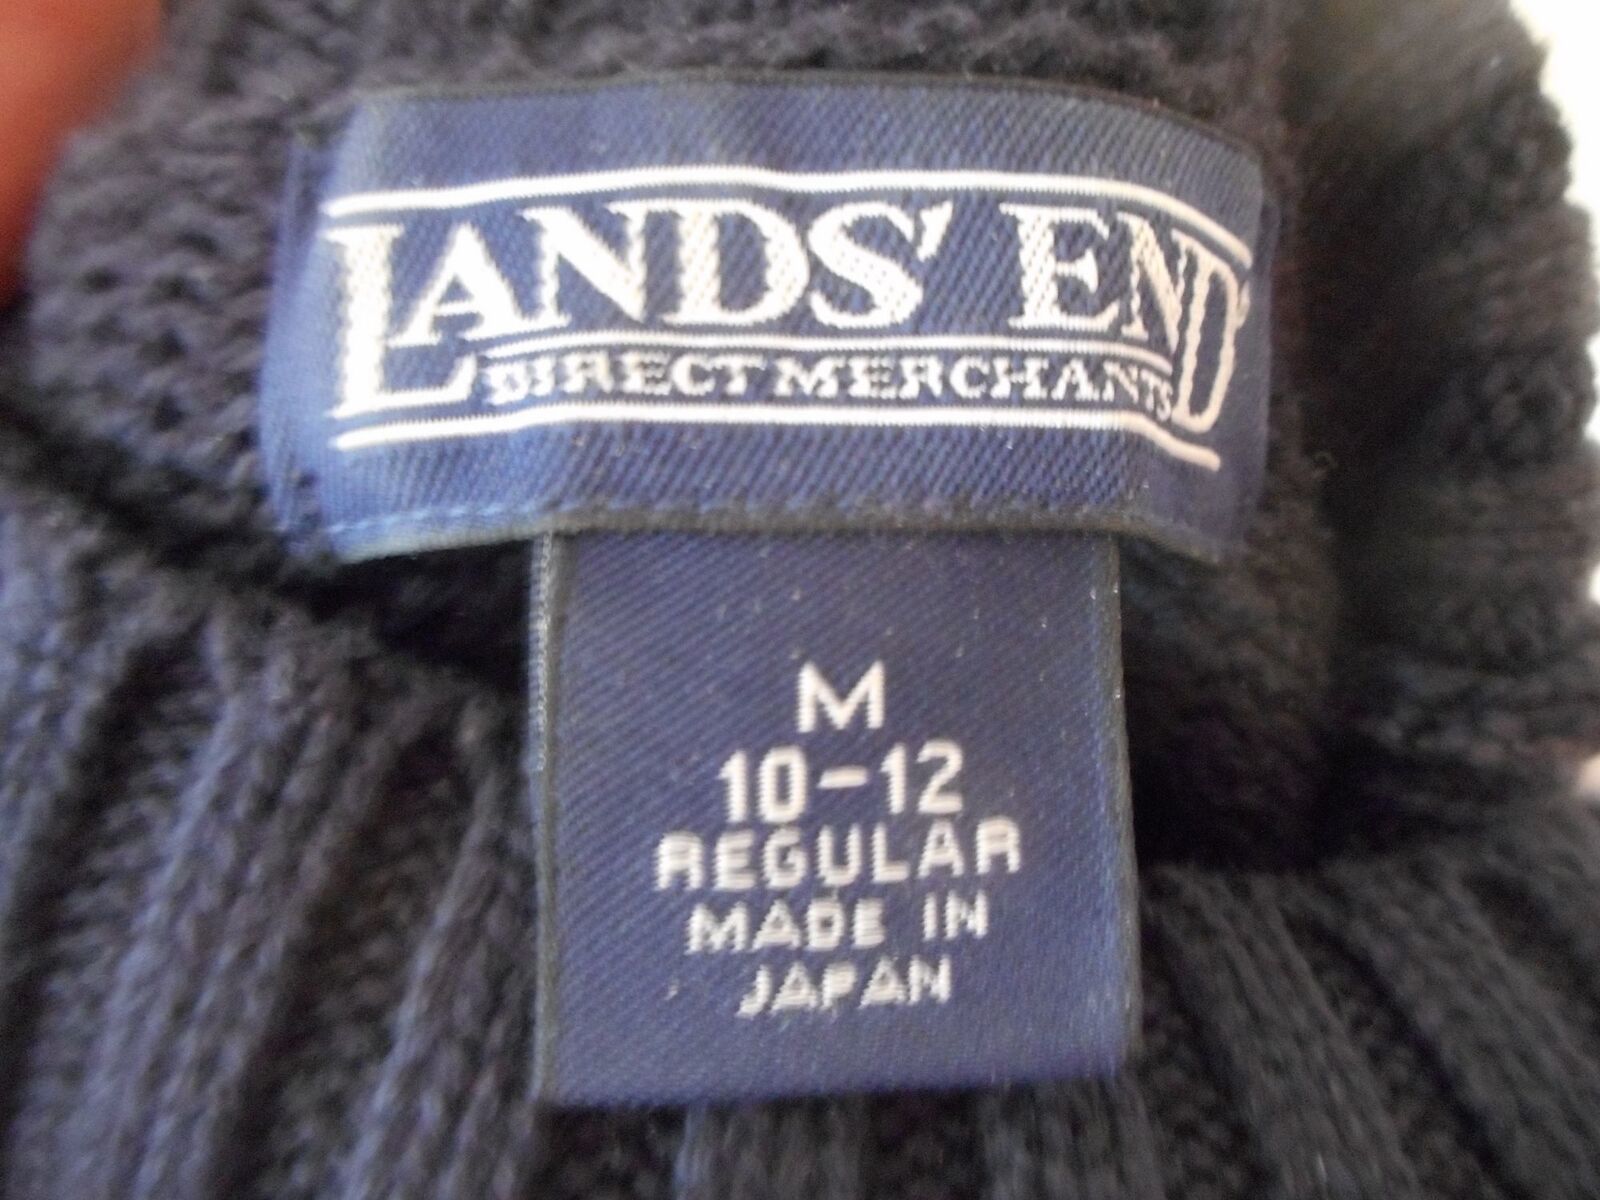 LANDS' END
DIRECT MERCHANTS
M
10-12
REGULAR
MADE IN
JAPAN